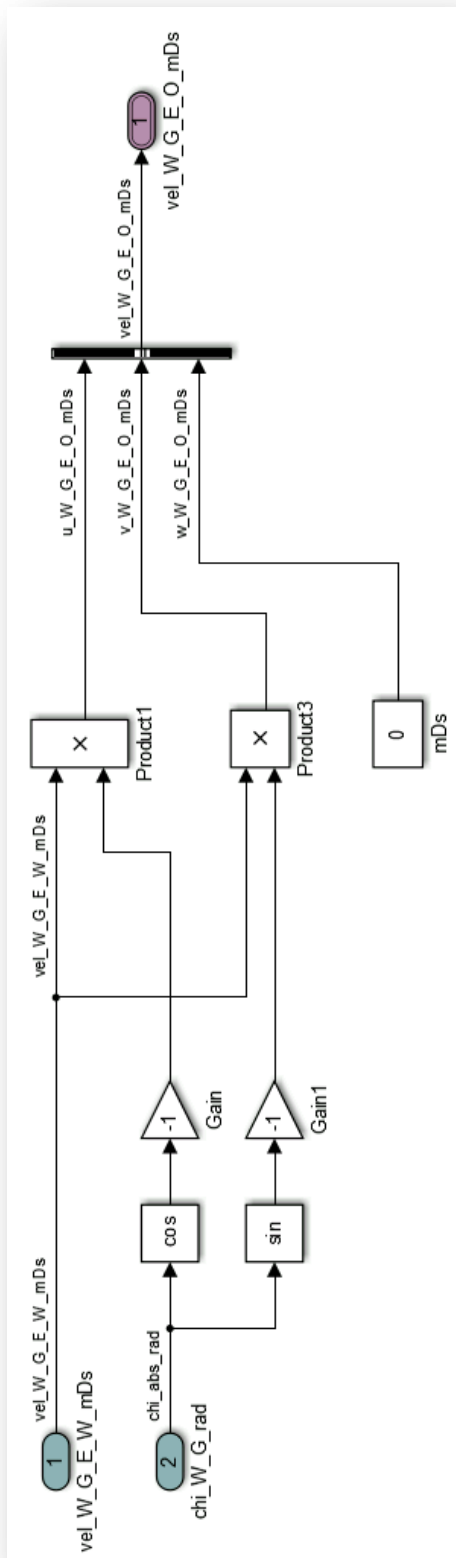 vel_W_G_E_W_mDs
vel_W_G_E_W_mDs
u_W_G_E_O_mDs
1
vel_W_G_E_W_mDs
×
Product1
chi_abs_rad
cos
-1
Gain
v_W_G_E_O_mDs
vel_W_G_E_O_mDs
1
vel_W_G_E_O_mDs
2
chi_W_G_rad
sin
-1
Gain1
×
Product3
w_W_G_E_O_mDs
0
mDs